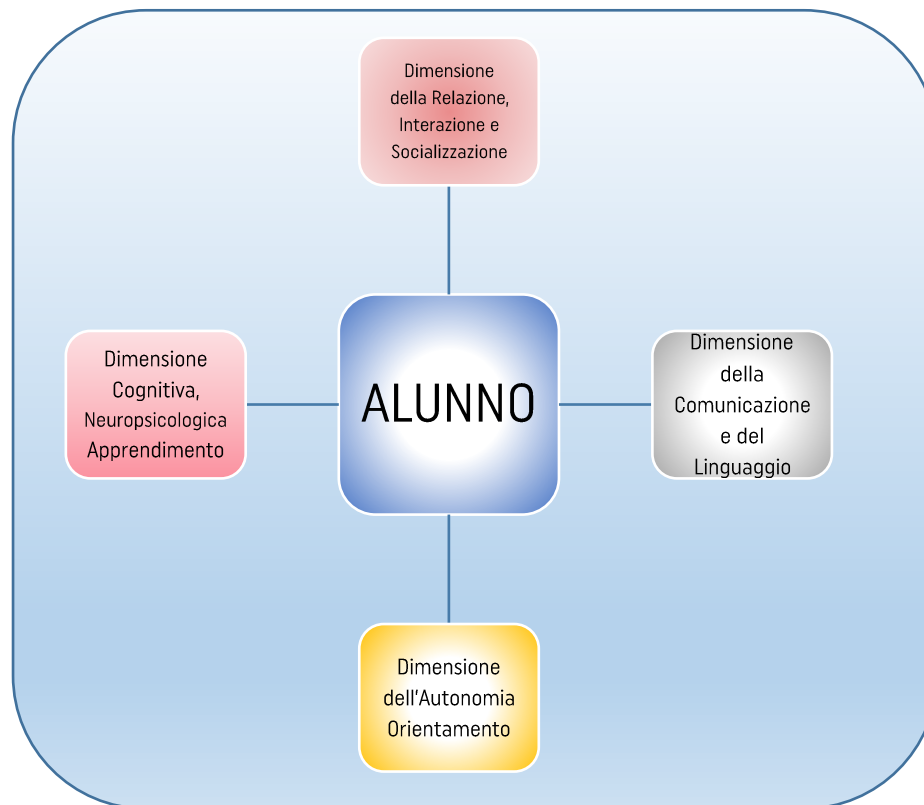 Dimensione
della Relazione,
Interazione e
Socializzazione
Dimensione
Cognitiva,
Neuropsicologica
Apprendimento
ALUNNO
Dimensione
della
Comunicazione
e del
Linguaggio
Dimensione
dell'Autonomia
Orientamento